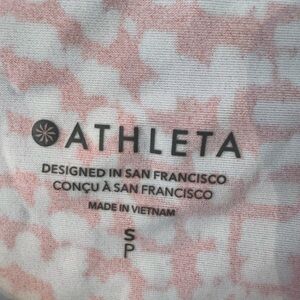 ATHLETA
DESIGNED IN SAN FRANCISCO
CONÇU À SAN FRANCISCO
MADE IN VIETNAM
S
P